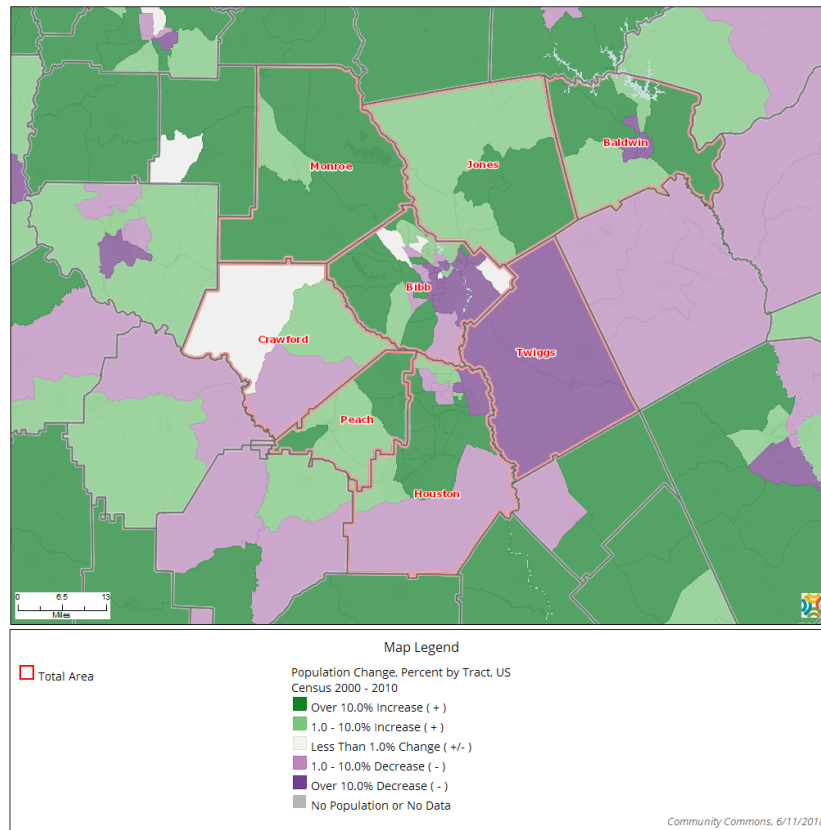 Monroe
Jones
Baldwin
Bibb
Crawford
Twiggs
Peach
Houston
0 6.5 13
Miles
Map Legend
Total Area
Population Change, Percent by Tract, US
Census 2000 - 2010
Over 10.0% Increase ( + )
1.0 - 10.0% Increase ( + )
Less Than 1.0% Change ( +/- )
1.0 - 10.0% Decrease ( - )
Over 10.0% Decrease ( - )
No Population or No Data
Community Commons, 6/11/2018